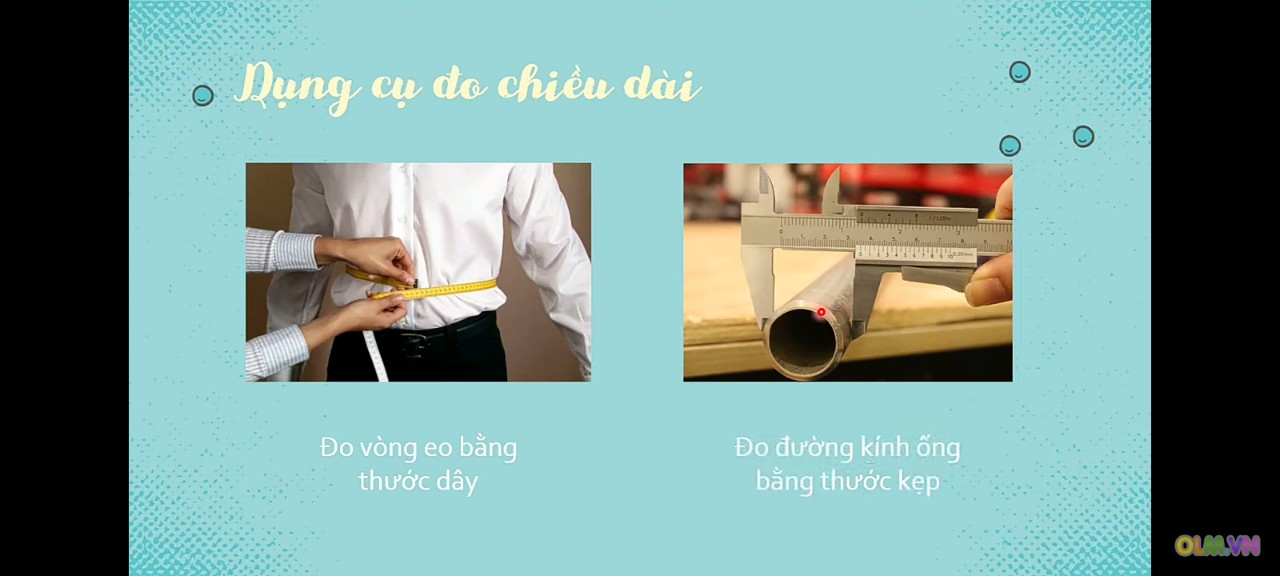 Dụng cụ đo chiều dài
Đo vòng eo bằng
thước dây
Đo đường kính ống
bằng thước kẹp
OLM.VN